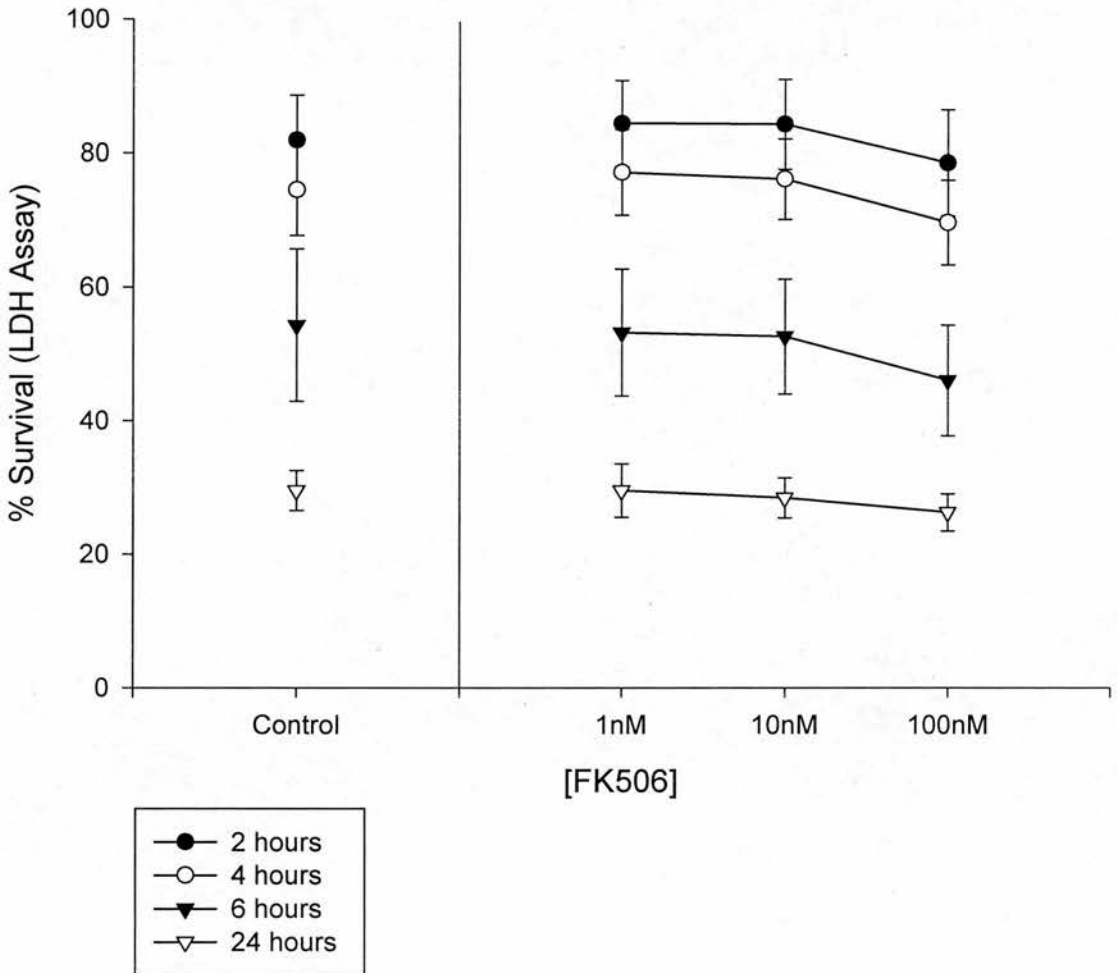 100
80
60
40
20
0
% Survival (LDH Assay)
Control 1nM 10nM 100nM
[FK506]
2 hours
4 hours
6 hours
24 hours